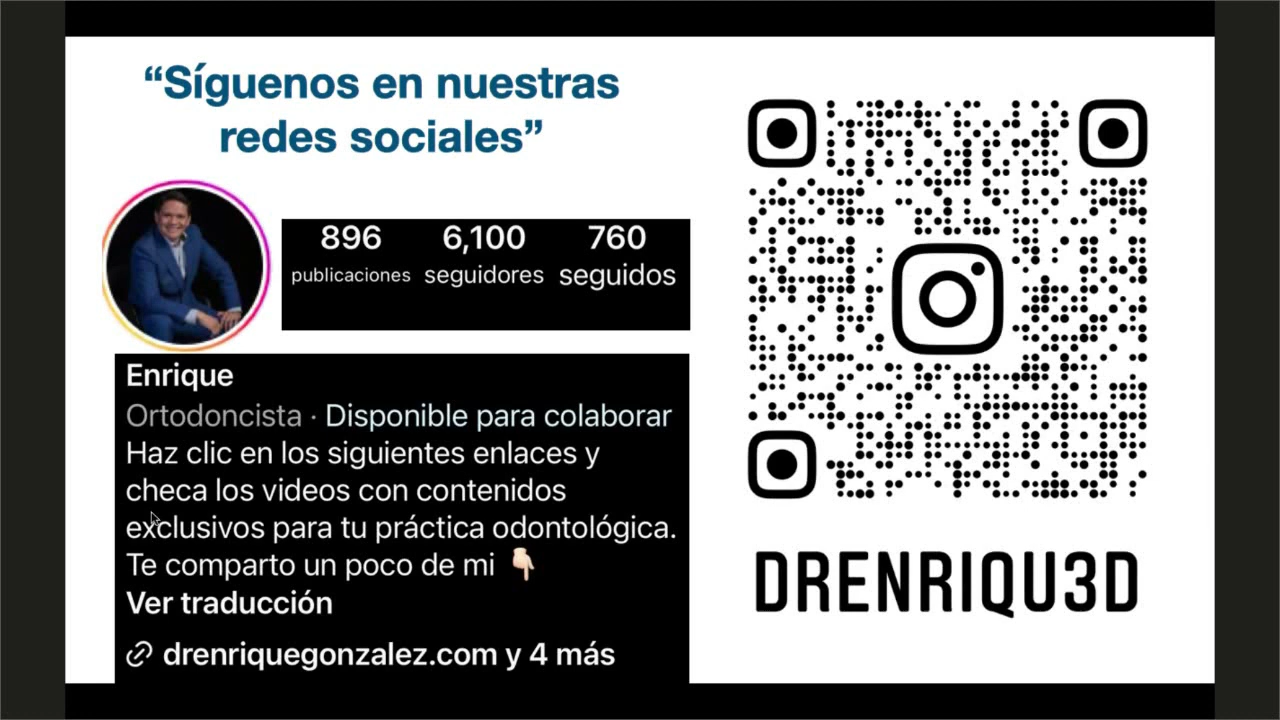 “Síguenos en nuestras
redes sociales”
896 6,100 760
publicaciones seguidores seguidos
Enrique
Ortodoncista · Disponible para colaborar
Haz clic en los siguientes enlaces y
checa los videos con contenidos
exclusivos para tu práctica odontológica.
Te comparto un poco de mi 👇🏻
Ver traducción
drenriquegonzalez.com y 4 más
DRENRIQU3D